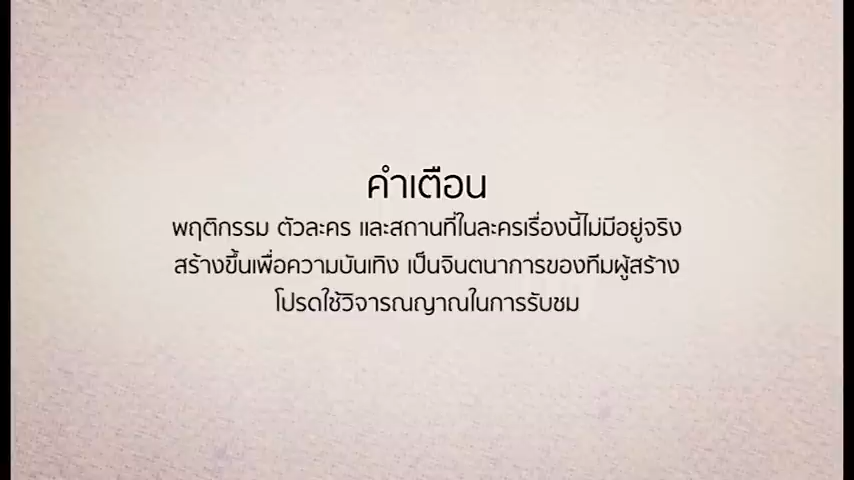 คำเตือน
พฤติกรรม ตัวละคร และสถานที่ในละครเรื่องนี้ไม่มีอยู่จริง
สร้างขึ้นเพื่อความบันเทิง เป็นจินตนาการของทีมผู้สร้าง
โปรดใช้วิจารณญาณในการรับชม